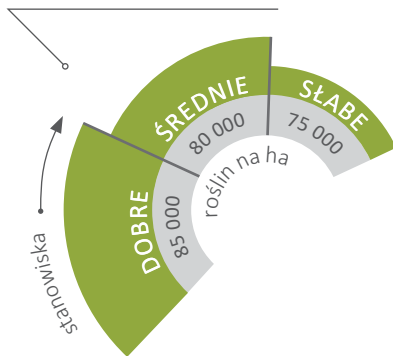 stanowiska
DOBRE
85 000
ŚREDNIE
80 000
SŁABE
75 000
roślin na ha